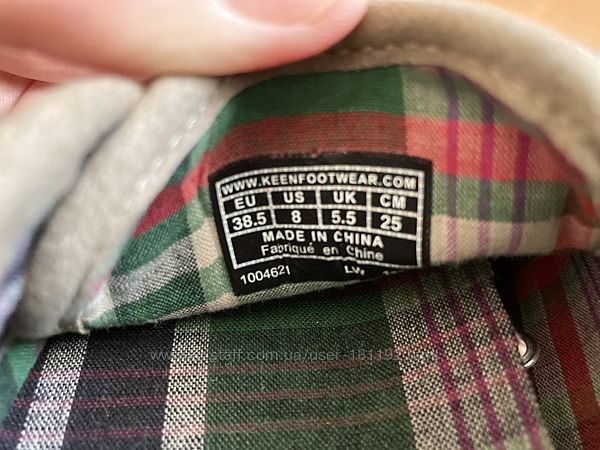 WWW.KEENFOOTWEAR.COM
EU US UK CM
38.5 8 5.5 25
MADE IN CHINA
Fabriqué en Chine
1004621 LW